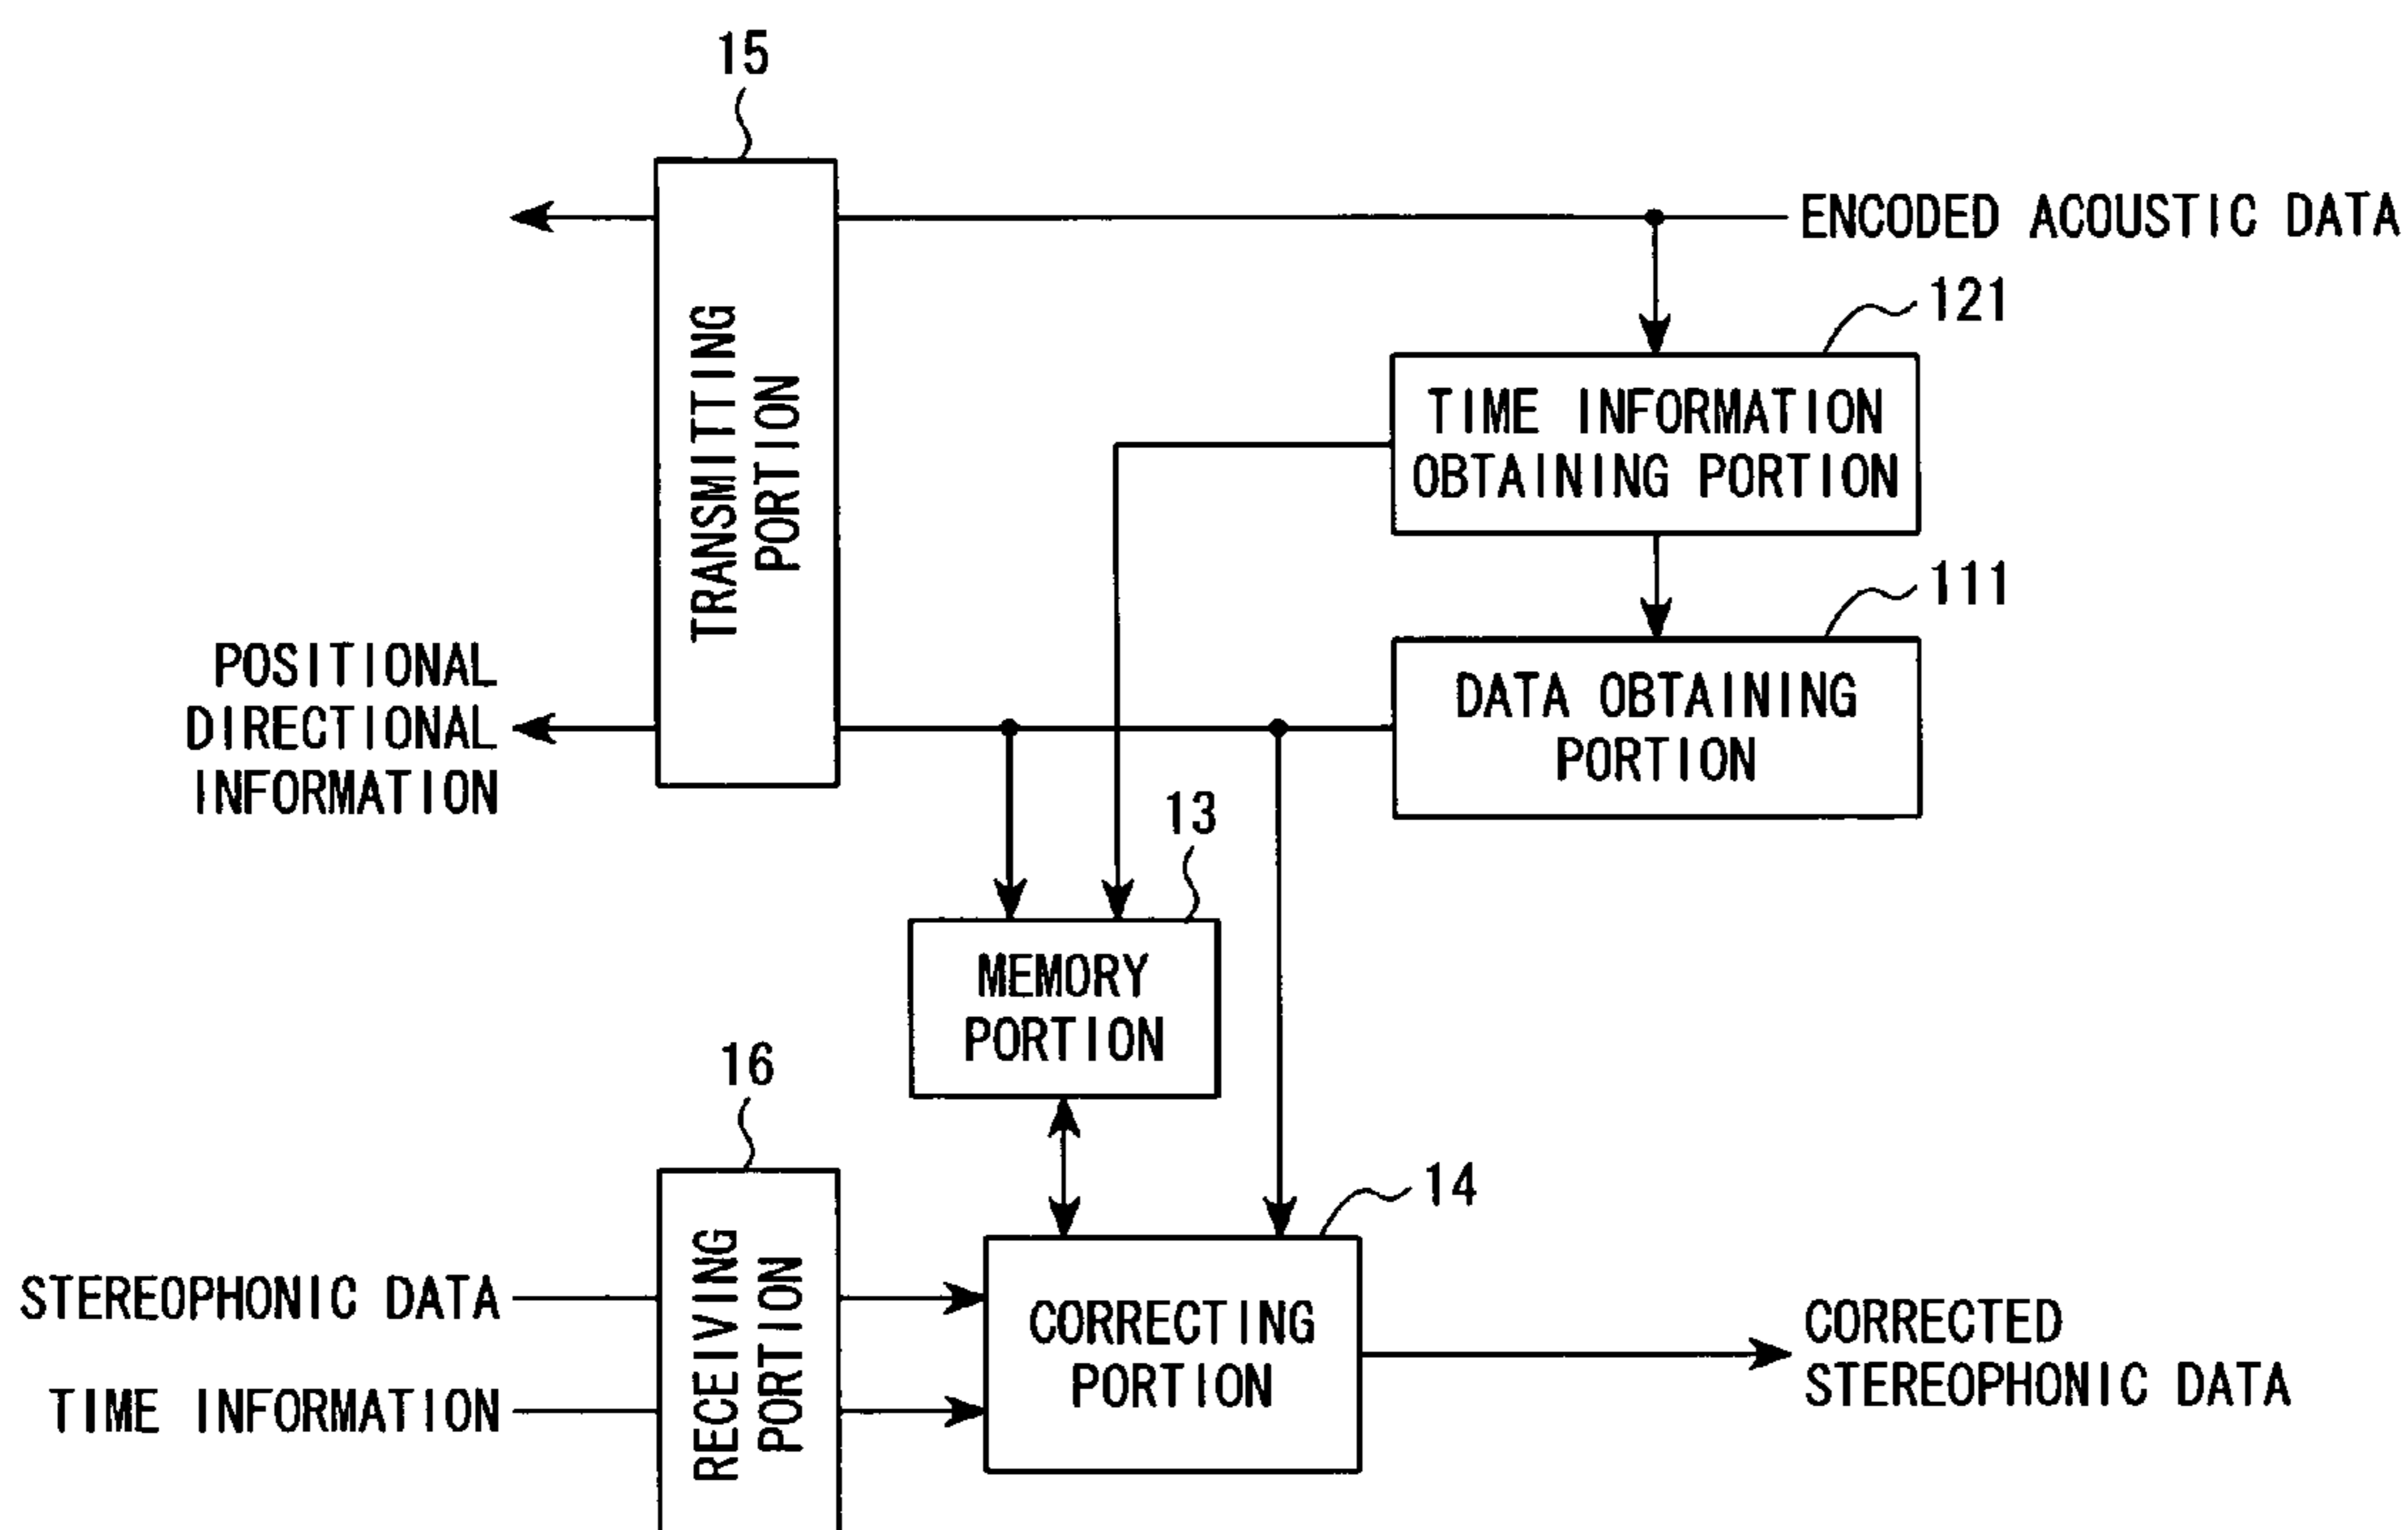 15
ENCODED ACOUSTIC DATA
121
TIME INFORMATION
OBTAINING PORTION
TRANSMITTING
PORTION
111
DATA OBTAINING
PORTION
POSITIONAL
DIRECTIONAL
INFORMATION
13
MEMORY
PORTION
16
14
RECEIVING
PORTION
STEREOPHONIC DATA
TIME INFORMATION
CORRECTING
PORTION
CORRECTED
STEREOPHONIC DATA